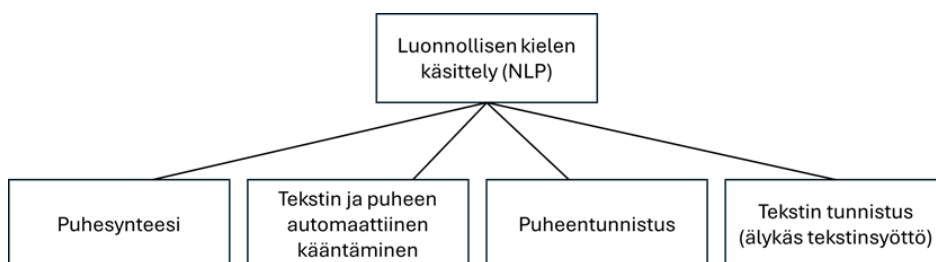 Luonnollisen kielen
käsittely (NLP)
Puhesynteesi
Tekstin ja puheen
automaattiinen
kääntäminen
Puheentunnistus
Tekstin tunnistus
(älykäs tekstinsyöttö)